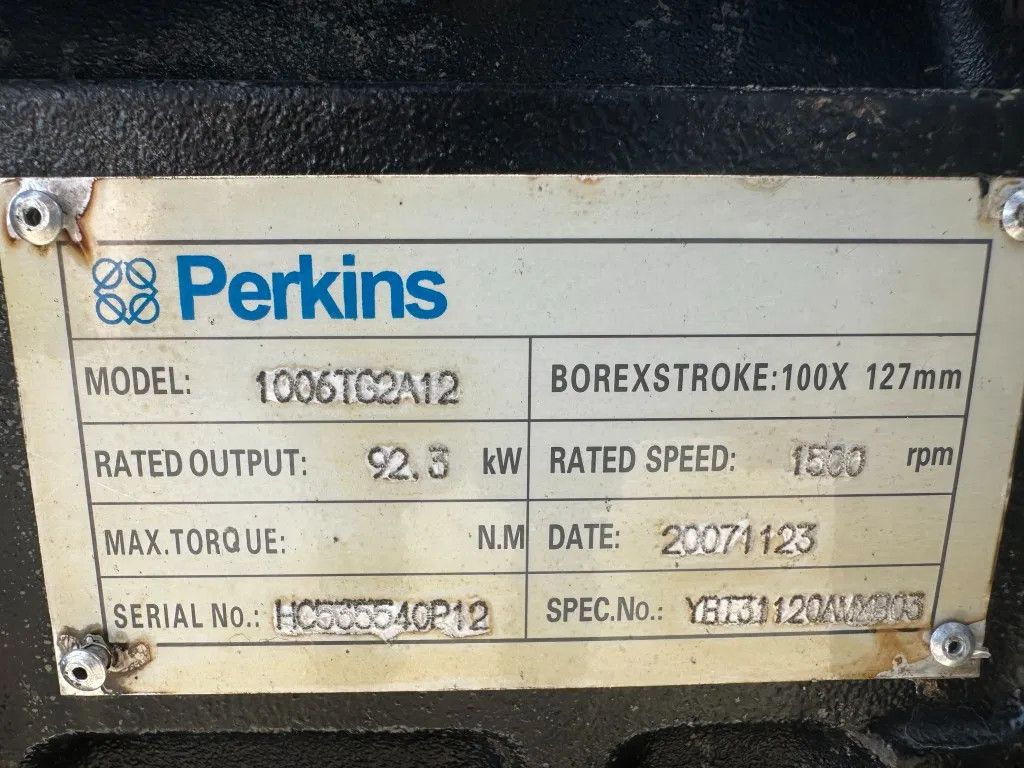 Perkins
MODEL: 1006TG2A12 BOREXSTROKE:100X 127mm
RATED OUTPUT: 92.3 kW RATED SPEED: 1500 rpm
MAX.TORQUE: N.M DATE: 20071123
SERIAL No.: SPEC.No.: